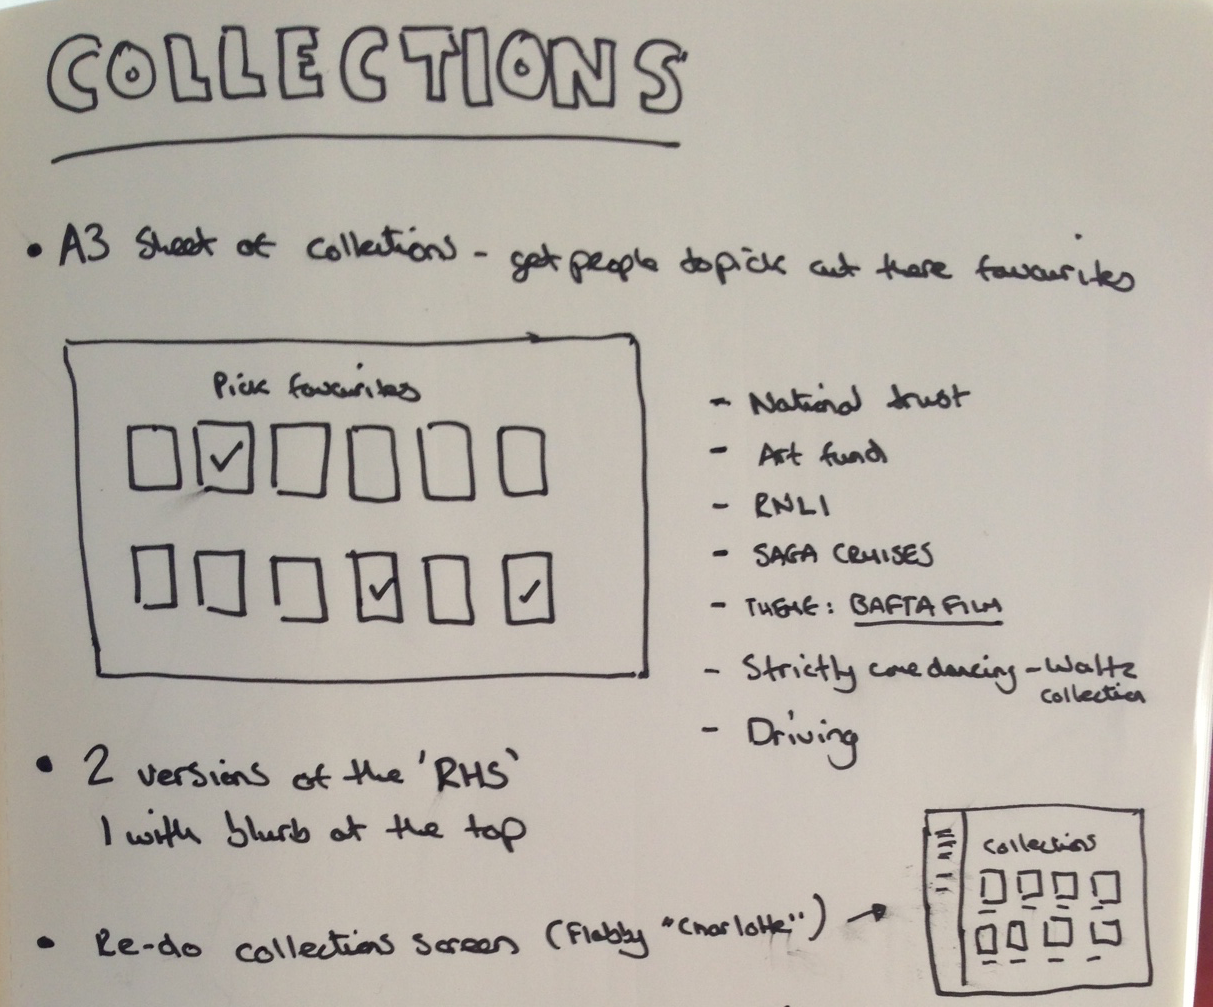 COLLECTIONS
• A3 Sheet of collections - get people to pick out there favourites
Pick favourites
- National trust
- Art fund
- RNLI
- SAGA CRUISES
- THEME: BAFTA FILM
- Strictly come dancing - Waltz
collection
- Driving
• 2 versions of the 'RHS'
1 with blurb at the top
• Re-do collections screen (Flabby "Charlotte")
Collections